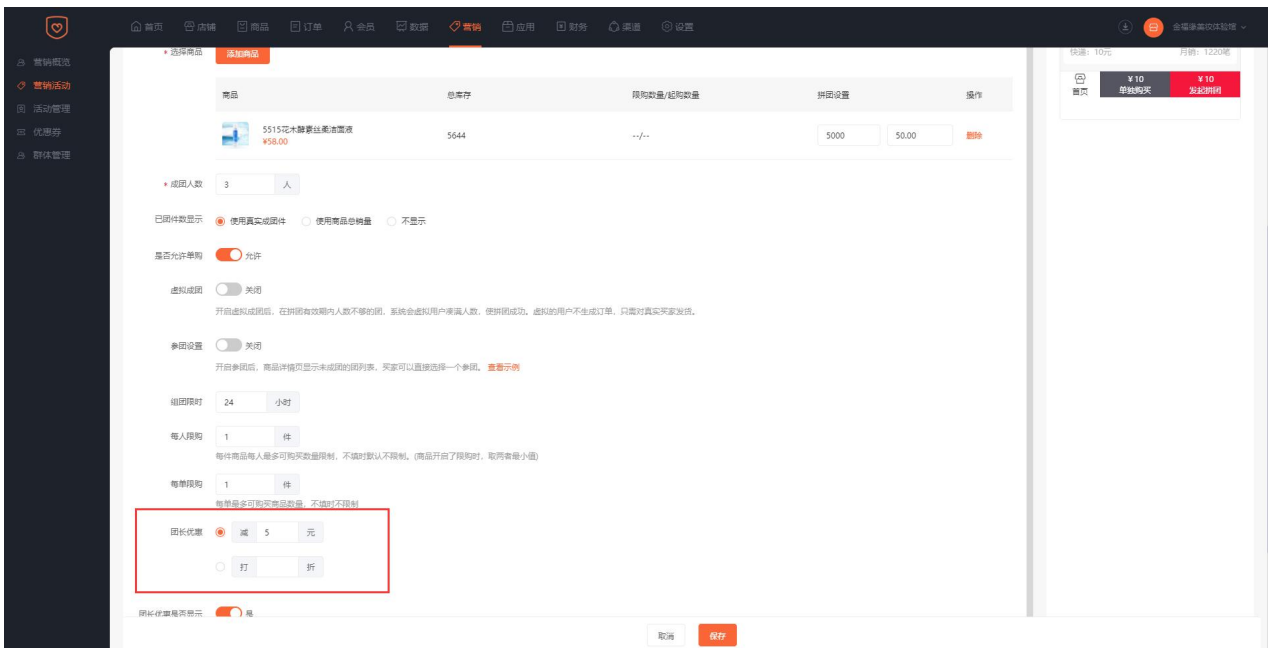 首页 店铺 商品 订单 会员 数据 营销 应用 财务 渠道 设置
营销概览
营销活动
活动管理
优惠券
群体管理
* 选择商品 添加商品
商品 总库存 限购数量/起购数量 拼团设置 操作
5515花木酵素丝柔洁面液
¥58.00
5644 --/-- 5000 50.00 删除
* 成团人数 3 人
已团件数显示 使用真实成团件 使用商品总销量 不显示
是否允许单购 允许
虚拟成团 关闭
开启虚拟成团后，在拼团有效期内人数不够的团，系统会虚拟用户凑满人数，使拼团成功。虚拟的用户不生成订单，只需对真实买家发货。
参团设置 关闭
开启参团后，商品详情页显示未成团的团列表，买家可以直接选择一个参团。 查看示例
组团限时 24 小时
每人限购 1 件
每件商品每人最多可购买数量限制，不填时默认不限制。(商品开启了限购时，取两者最小值)
每单限购 1 件
每单最多可购买商品数量，不填时不限制
团长优惠 减 5 元
打 折
团长优惠是否显示 是
取消 保存
快递：10元 月销：1220笔
首页
¥10
单独购买
¥10
发起拼团